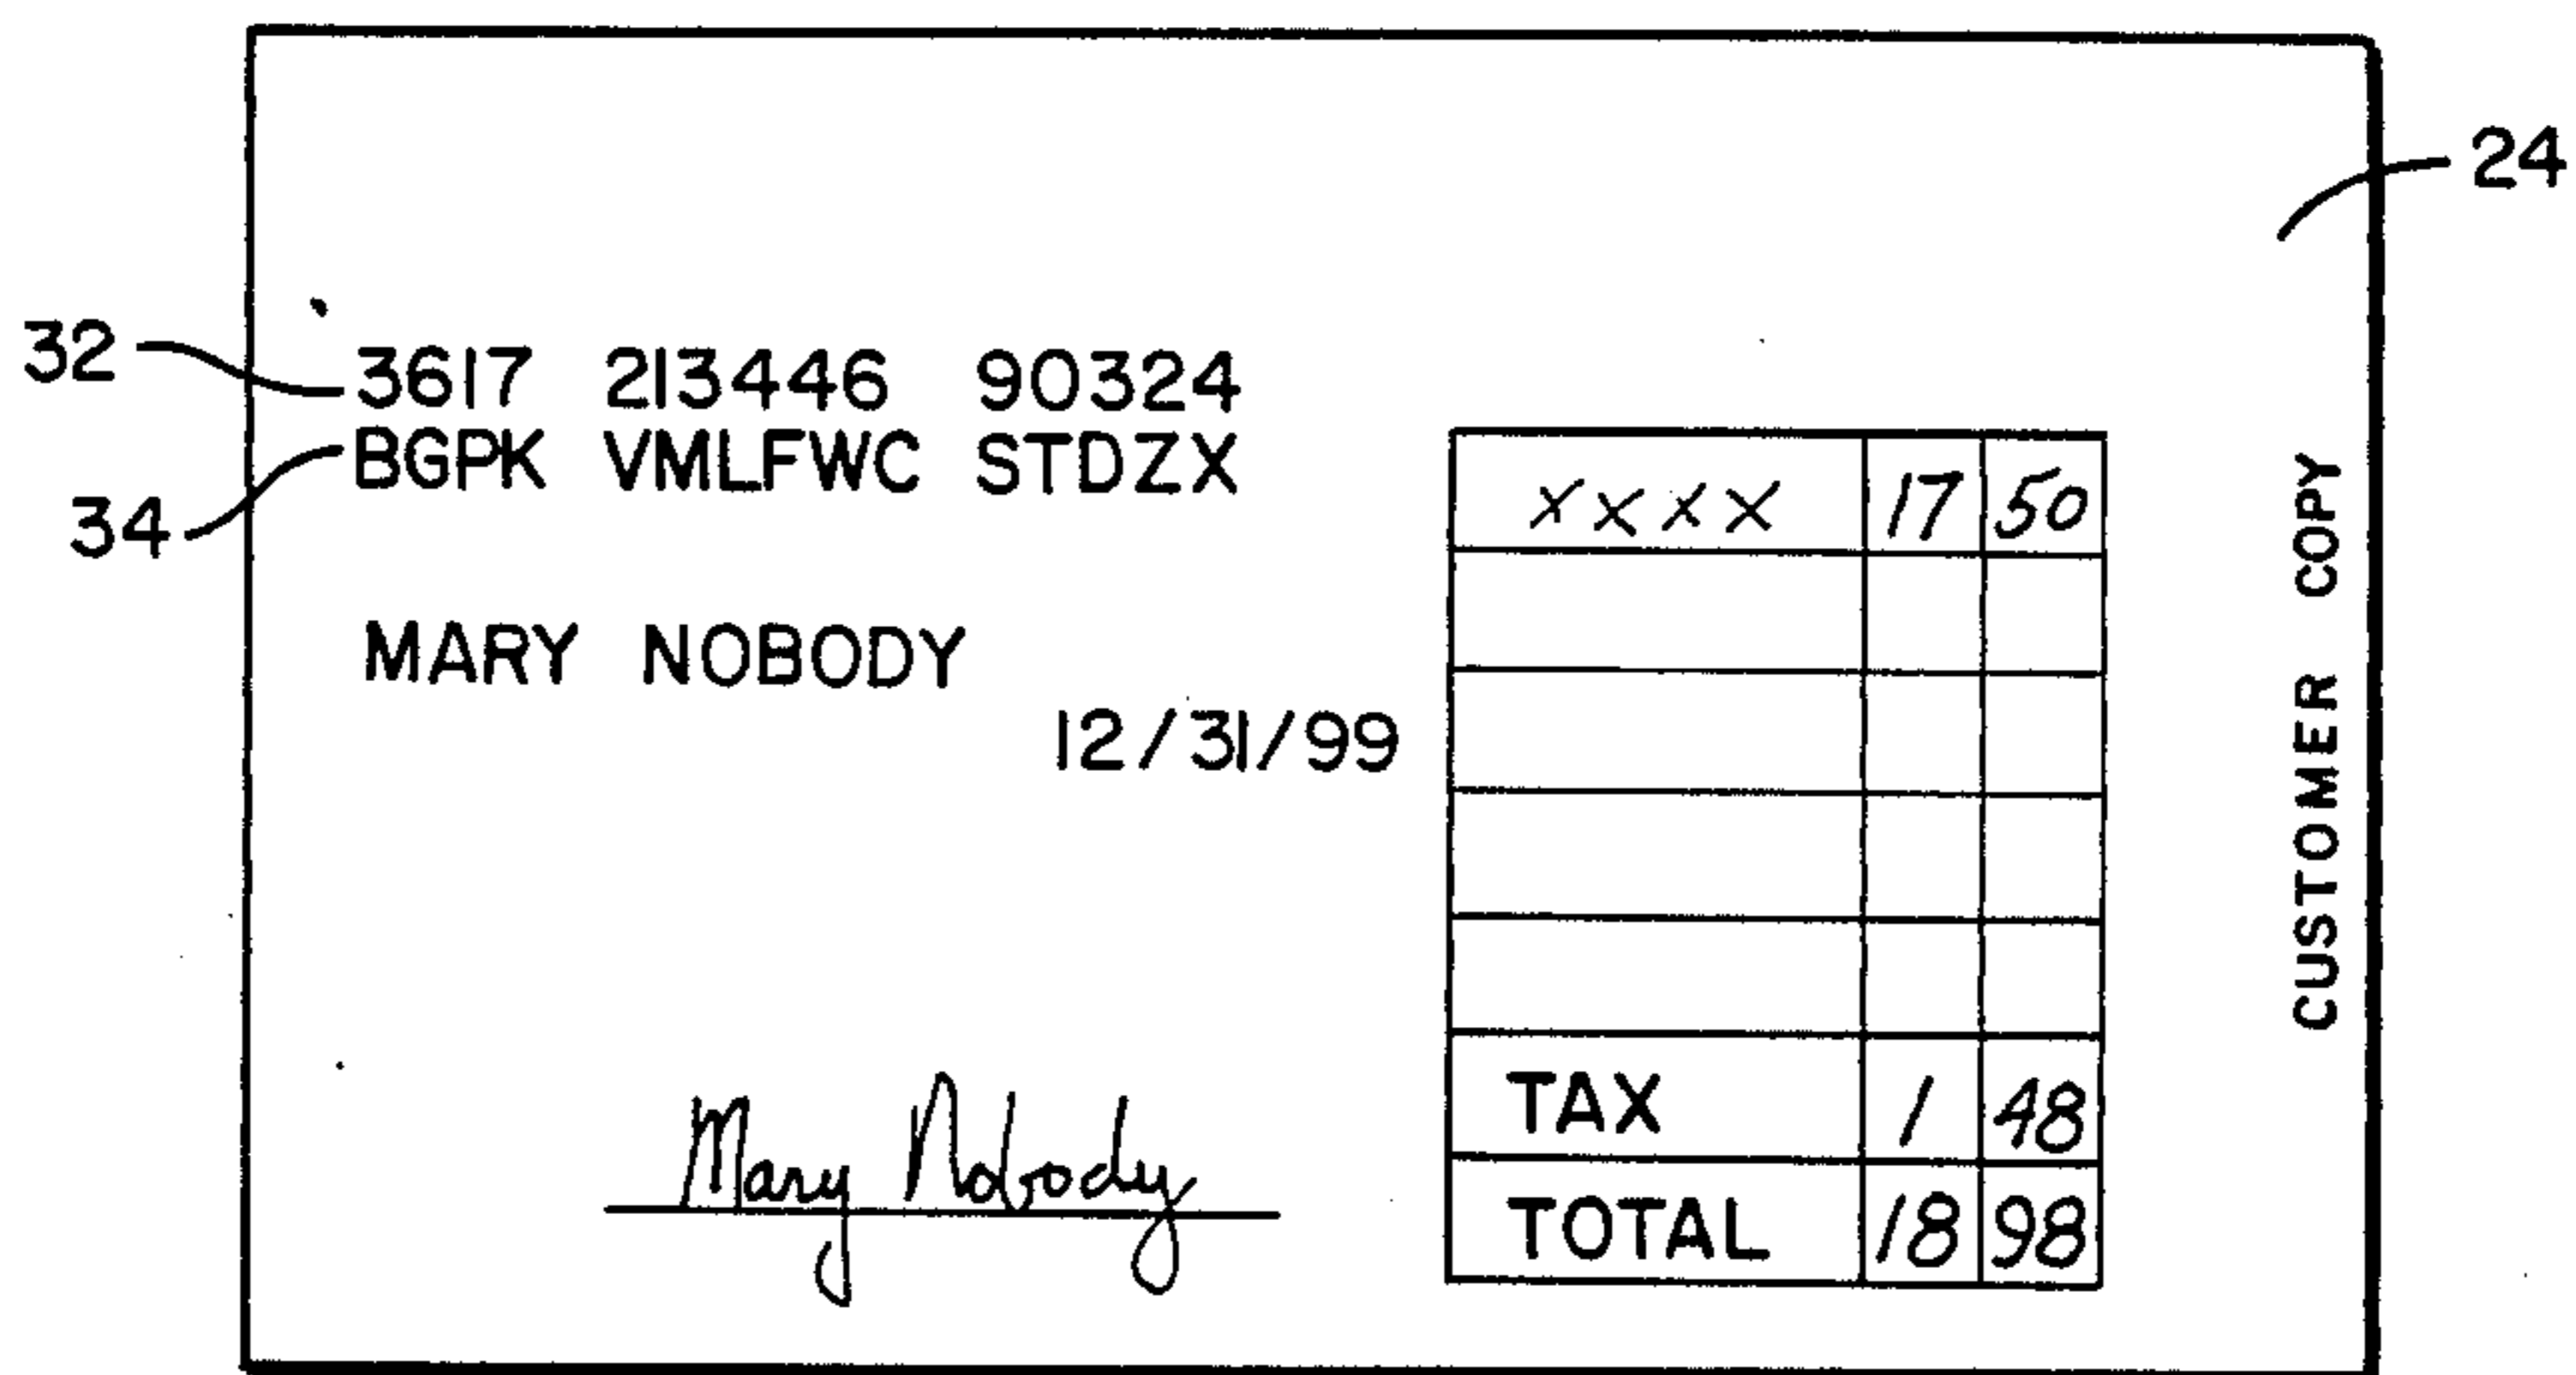 24
32 3617 213446 90324
34 BGPK VMLFWC STDZX
MARY NOBODY
12/31/99
xxxx 17 50
TAX 1 48
TOTAL 18 98
Mary Nobody
CUSTOMER COPY